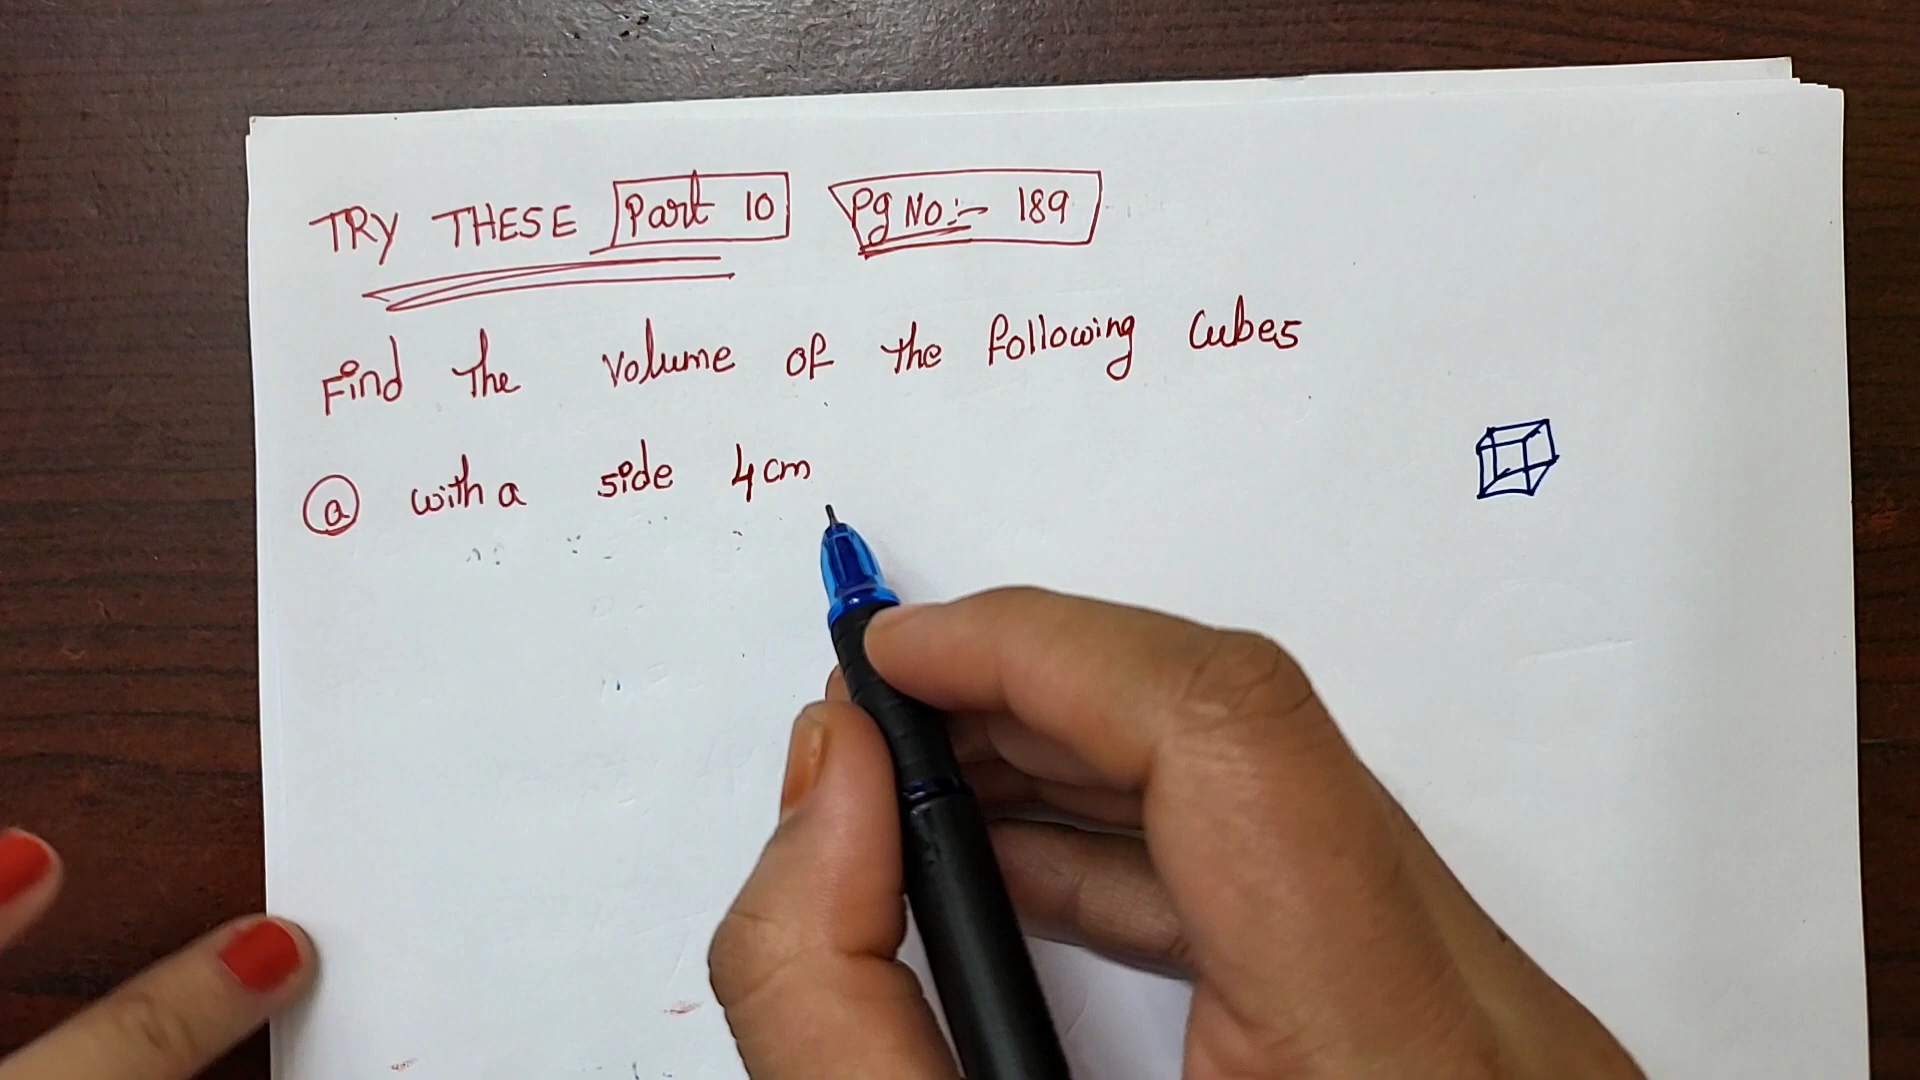 TRY THESE Part 10 Pg No:- 189
Find the volume of the following cubes
a with a side 4cm